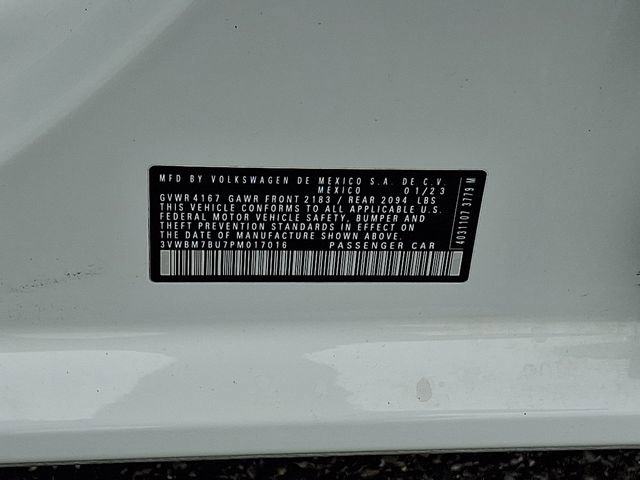 MFD BY VOLKSWAGEN DE MEXICO S.A. DE C.V.
MEXICO 01/23
GVWR4167 GAWR FRONT 2183 / REAR 2094 LBS
THIS VEHICLE CONFORMS TO ALL APPLICABLE U.S.
FEDERAL MOTOR VEHICLE SAFETY, BUMPER AND
THEFT PREVENTION STANDARDS IN EFFECT ON
THE DATE OF MANUFACTURE SHOWN ABOVE.
3VWBM7BU7PM017016 PASSENGER CAR
4031107 3779 M